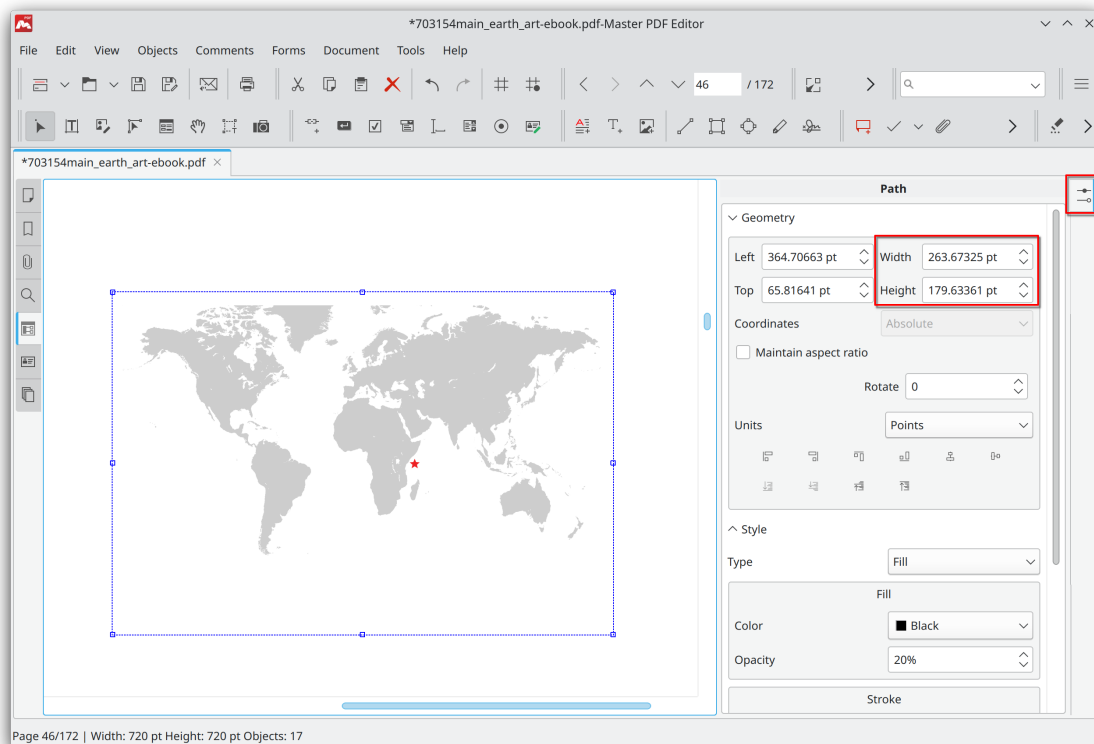 *703154main_earth_art-ebook.pdf-Master PDF Editor
File Edit View Objects Comments Forms Document Tools Help
46 / 172
*703154main_earth_art-ebook.pdf
Path
Geometry
Left 364.70663 pt Width 263.67325 pt
Top 65.81641 pt Height 179.63361 pt
Coordinates Absolute
Maintain aspect ratio
Rotate 0
Units Points
Style
Type Fill
Fill
Color Black
Opacity 20%
Stroke
Page 46/172 | Width: 720 pt Height: 720 pt Objects: 17